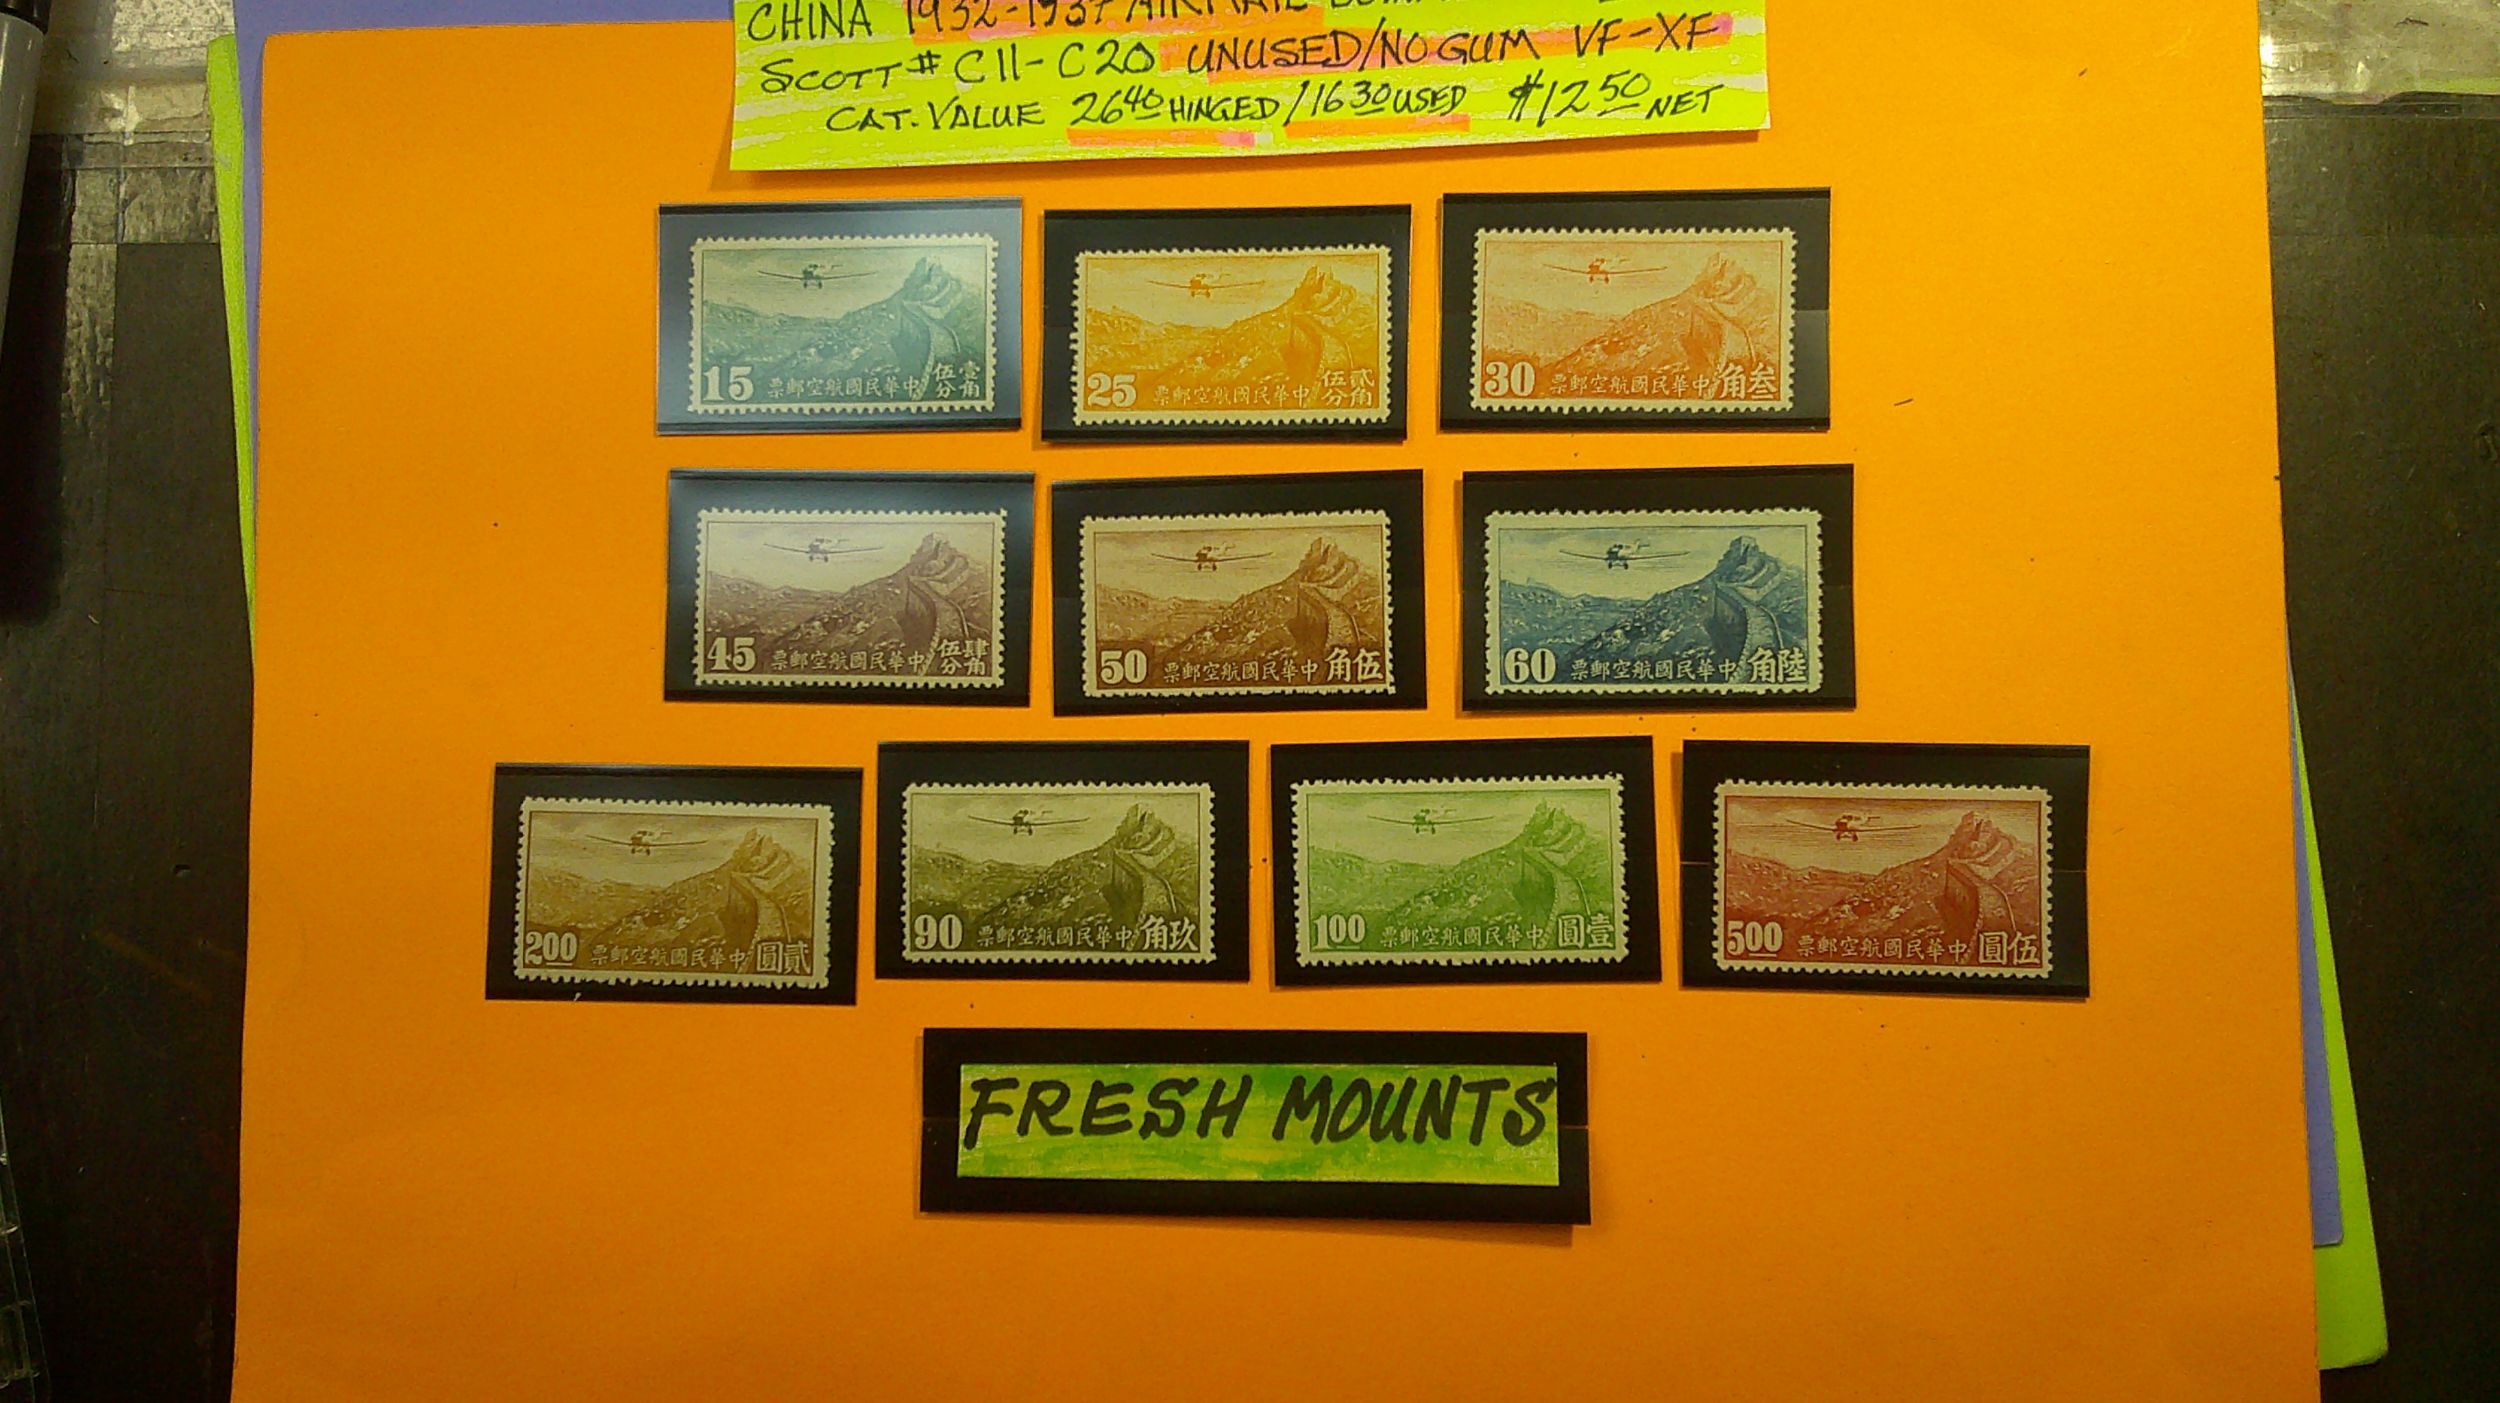 CHINA 1932-1937 AIRMAIL
SCOTT # C11-C20 UNUSED/NO GUM VF-XF
CAT. VALUE 26 40 HINGED / 16 30 USED $12 50 NET
15 票郵空航國民華中 伍分 壹角
25 票郵空航國民華中 伍分 貳角
30 票郵空航國民華中 角叁
45 票郵空航國民華中 伍分 肆角
50 票郵空航國民華中 角伍
60 票郵空航國民華中 角陸
200 票郵空航國民華中 圓貳
90 票郵空航國民華中 角玖
100 票郵空航國民華中 圓壹
500 票郵空航國民華中 圓伍
FRESH MOUNTS